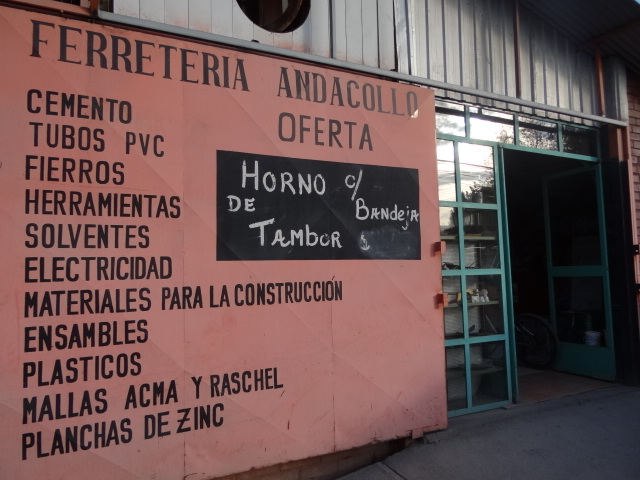 FERRETERIA ANDACOLLO
OFERTA
CEMENTO
TUBOS PVC
FIERROS
HERRAMIENTAS
SOLVENTES
ELECTRICIDAD
MATERIALES PARA LA CONSTRUCCIÓN
ENSAMBLES
PLASTICOS
MALLAS ACMA Y RASCHEL
PLANCHAS DE ZINC
HORNO C/
DE BANDEJA
TAMBOR